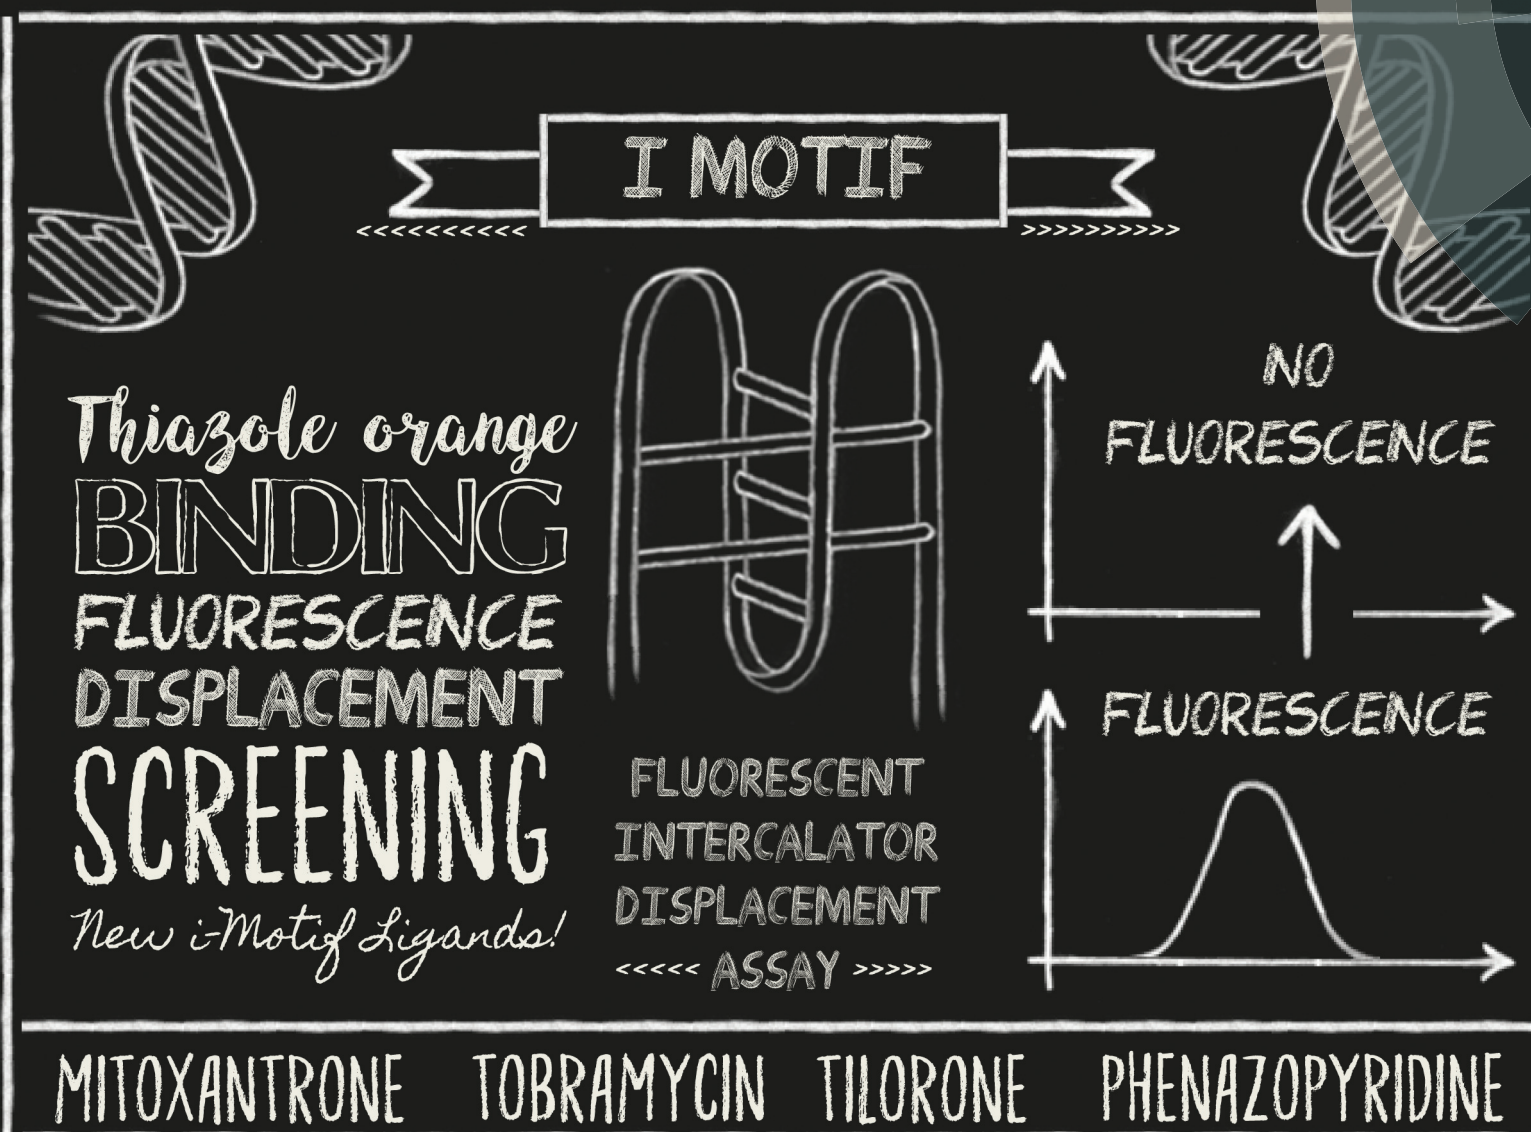 I MOTIF
<<<<<<<<<< >>>>>>>>>>
Thiazole orange
BINDING
FLUORESCENCE
DISPLACEMENT
SCREENING
New i-Motif Ligands!
FLUORESCENT
INTERCALATOR
DISPLACEMENT
<<<<< ASSAY >>>>>
NO
FLUORESCENCE
FLUORESCENCE
MITOXANTRONE TOBRAMYCIN TILORONE PHENAZOPYRIDINE